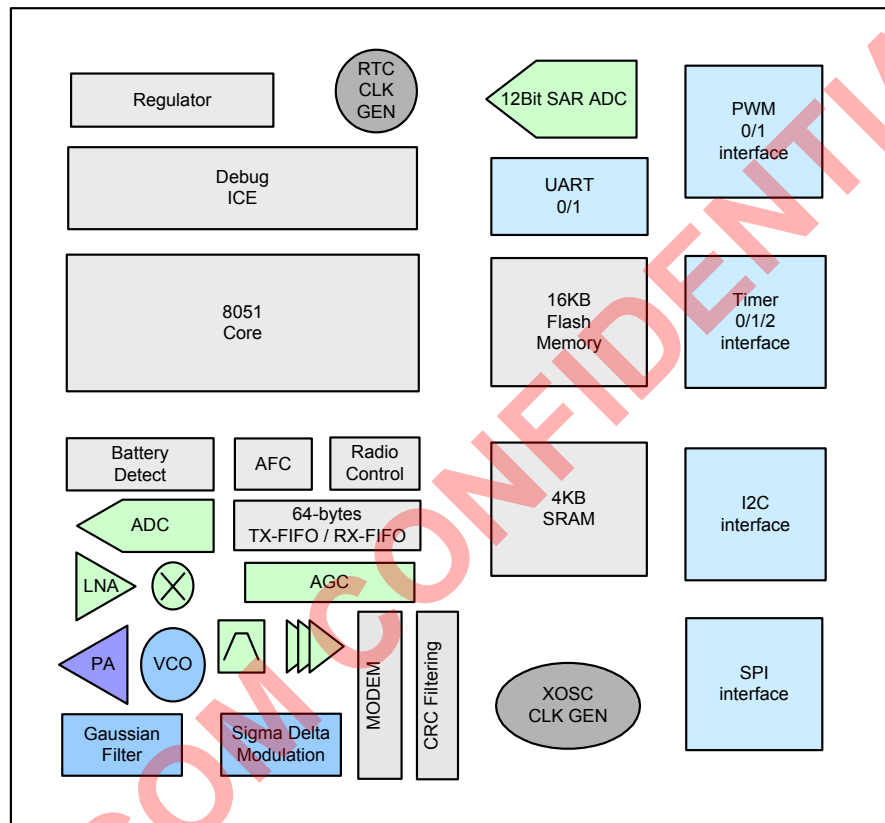 Regulator
RTC
CLK
GEN
12Bit SAR ADC
PWM
0/1
interface
Debug
ICE
UART
0/1
8051
Core
16KB
Flash
Memory
Timer
0/1/2
interface
Battery
Detect
AFC
Radio
Control
ADC
64-bytes
TX-FIFO / RX-FIFO
4KB
SRAM
I2C
interface
LNA
AGC
PA
VCO
MODEM
CRC Filtering
XOSC
CLK GEN
SPI
interface
Gaussian
Filter
Sigma Delta
Modulation
COM CONFIDENTIA